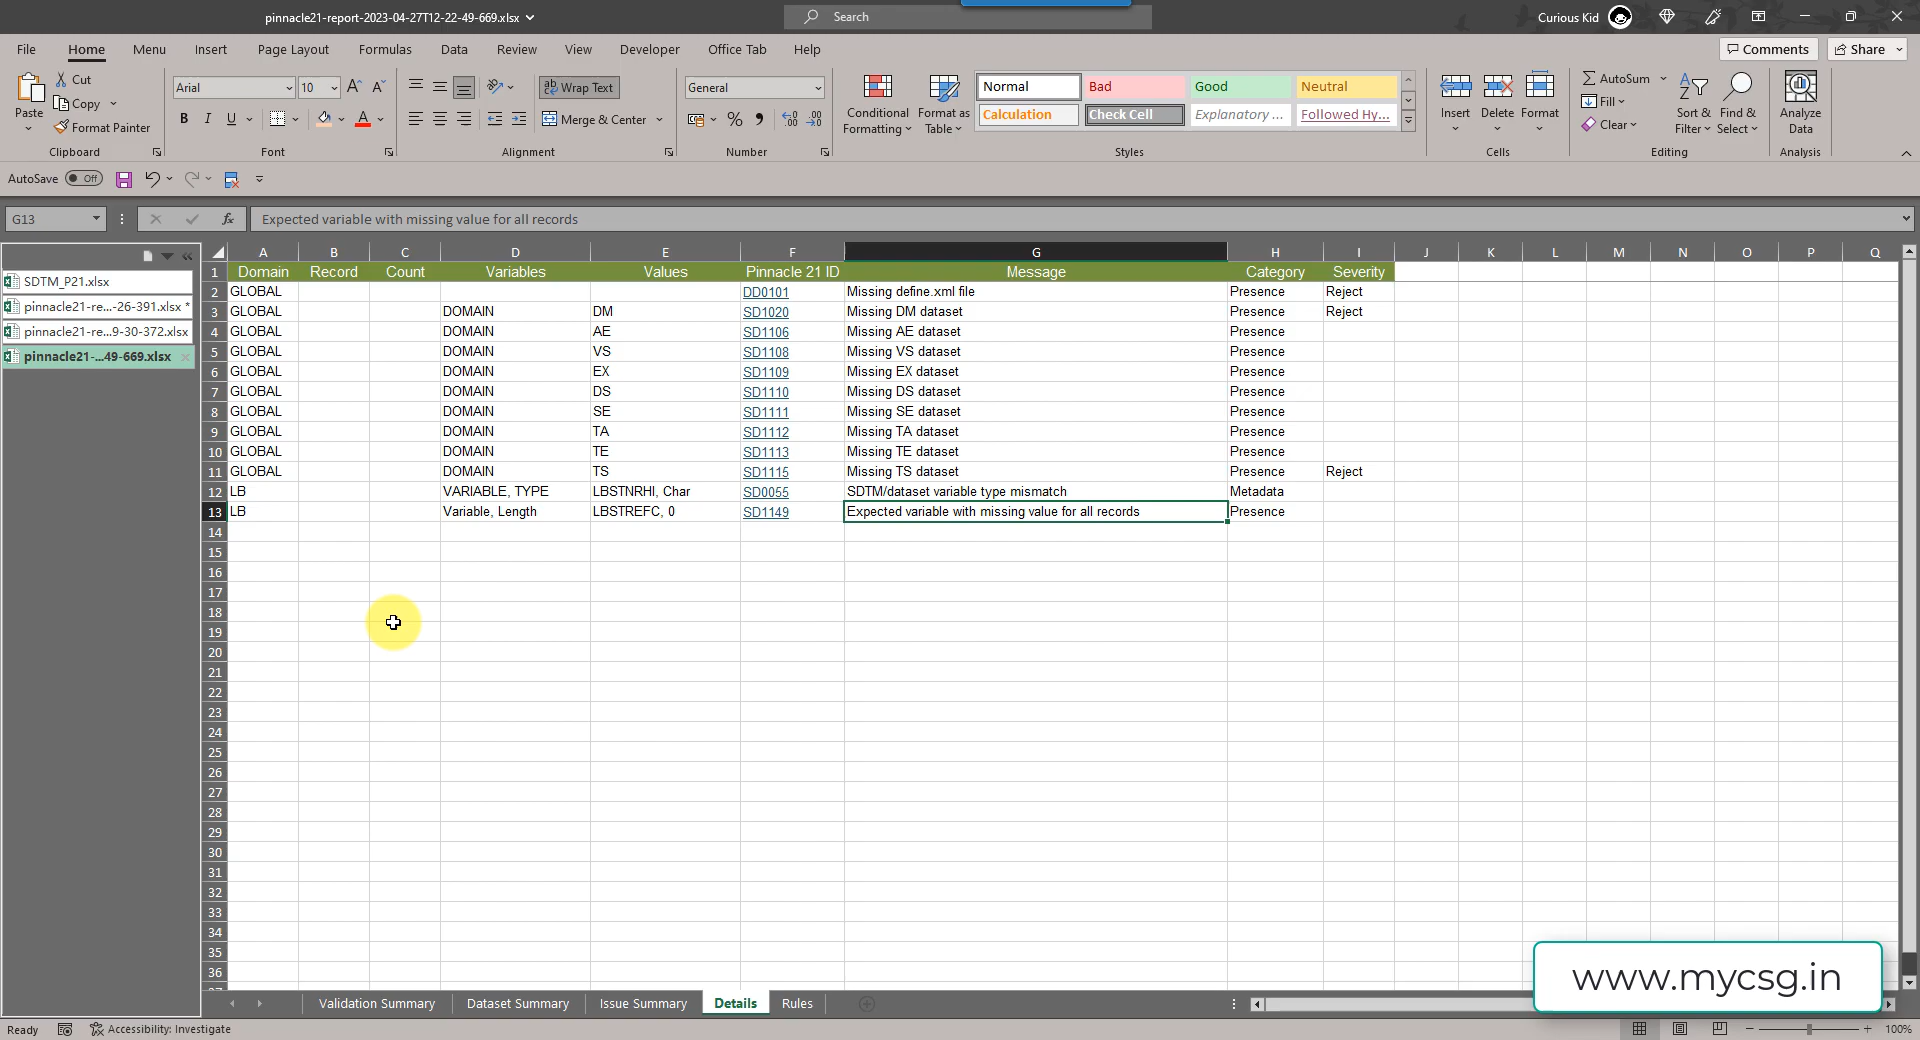 pinnacle21-report-2023-04-27T12-22-49-669.xlsx
Search
Curious Kid
File Home Menu Insert Page Layout Formulas Data Review View Developer Office Tab Help
Comments Share
Paste
Cut
Copy
Format Painter
Clipboard
Arial 10
B I U
Font
Wrap Text
Merge & Center
Alignment
General
Number
Conditional Formatting
Format as Table
Normal Bad Good Neutral
Calculation Check Cell Explanatory ... Followed Hy...
Styles
Insert Delete Format
Cells
AutoSum
Fill
Clear
Sort & Filter
Find & Select
Editing
Analyze Data
Analysis
AutoSave Off
G13 fx Expected variable with missing value for all records
SDTM_P21.xlsx
pinnacle21-re...-26-391.xlsx *
pinnacle21-re...9-30-372.xlsx
pinnacle21-...49-669.xlsx
A B C D E F G H I J K L M N O P Q
1 Domain Record Count Variables Values Pinnacle 21 ID Message Category Severity
2 GLOBAL DD0101 Missing define.xml file Presence Reject
3 GLOBAL DOMAIN DM SD1020 Missing DM dataset Presence Reject
4 GLOBAL DOMAIN AE SD1106 Missing AE dataset Presence
5 GLOBAL DOMAIN VS SD1108 Missing VS dataset Presence
6 GLOBAL DOMAIN EX SD1109 Missing EX dataset Presence
7 GLOBAL DOMAIN DS SD1110 Missing DS dataset Presence
8 GLOBAL DOMAIN SE SD1111 Missing SE dataset Presence
9 GLOBAL DOMAIN TA SD1112 Missing TA dataset Presence
10 GLOBAL DOMAIN TE SD1113 Missing TE dataset Presence
11 GLOBAL DOMAIN TS SD1115 Missing TS dataset Presence Reject
12 LB VARIABLE, TYPE LBSTNRHI, Char SD0055 SDTM/dataset variable type mismatch Metadata
13 LB Variable, Length LBSTREFC, 0 SD1149 Expected variable with missing value for all records Presence
14
15
16
17
18
19
20
21
22
23
24
25
26
27
28
29
30
31
32
33
34
35
36
www.mycsg.in
Validation Summary Dataset Summary Issue Summary Details Rules
Ready Accessibility: Investigate 100%